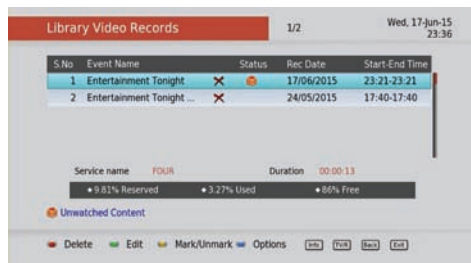 Library Video Records 1/2 Wed, 17-Jun-15
23:36
S.No Event Name Status Rec Date Start-End Time
1 Entertainment Tonight 17/06/2015 23:21-23:21
2 Entertainment Tonight ... 24/05/2015 17:40-17:40
Service name FOUR Duration 00:00:13
9.81% Reserved 3.27% Used 86% Free
Unwatched Content
Delete Edit Mark/Unmark Options Info TV/R Back Exit